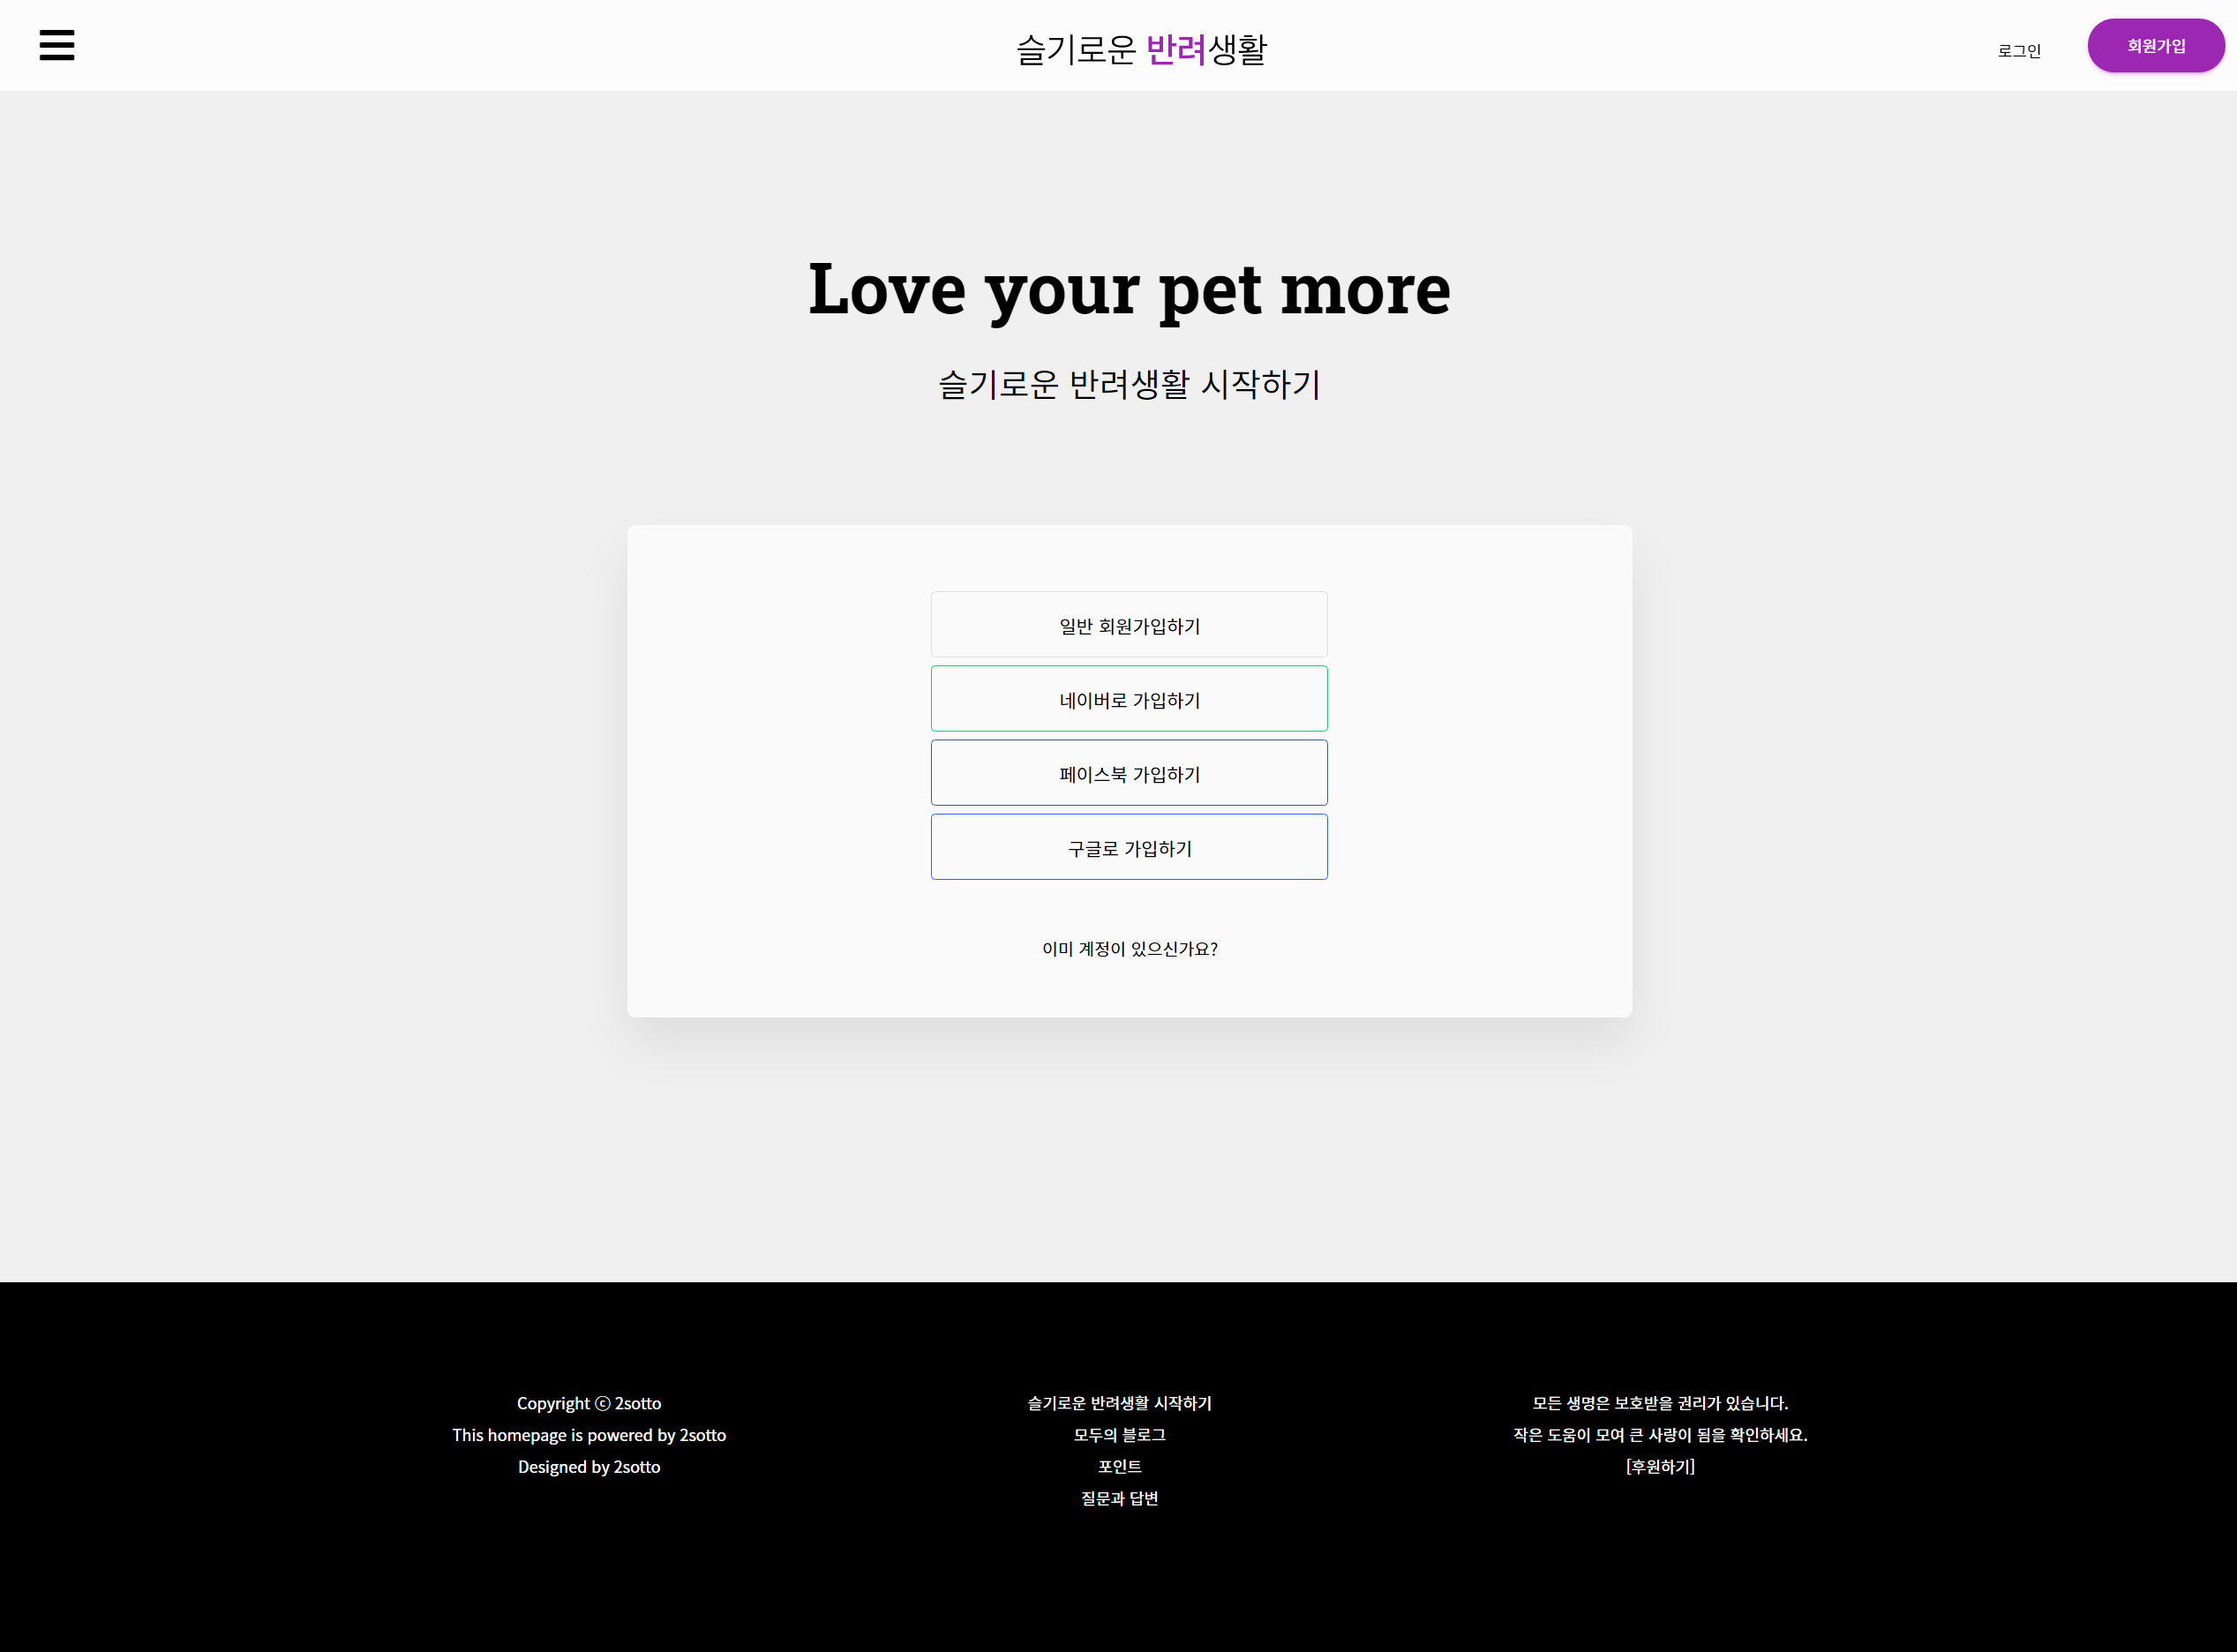 슬기로운 반려생활
로그인
회원가입
Love your pet more
슬기로운 반려생활 시작하기
일반 회원가입하기
네이버로 가입하기
페이스북 가입하기
구글로 가입하기
이미 계정이 있으신가요?
Copyright ⓒ 2sotto
This homepage is powered by 2sotto
Designed by 2sotto
슬기로운 반려생활 시작하기
모두의 블로그
포인트
질문과 답변
모든 생명은 보호받을 권리가 있습니다.
작은 도움이 모여 큰 사랑이 됨을 확인하세요.
[후원하기]